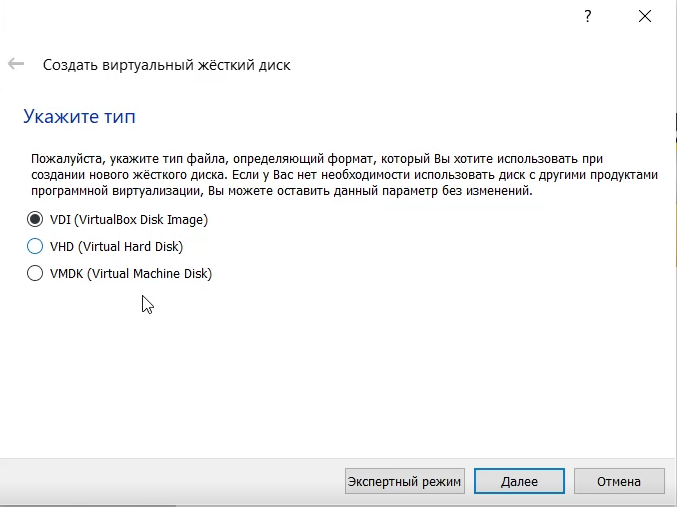 ?
Создать виртуальный жёсткий диск
Укажите тип
Пожалуйста, укажите тип файла, определяющий формат, который Вы хотите использовать при
создании нового жёсткого диска. Если у Вас нет необходимости использовать диск с другими продуктами
программной виртуализации, Вы можете оставить данный параметр без изменений.
VDI (VirtualBox Disk Image)
VHD (Virtual Hard Disk)
VMDK (Virtual Machine Disk)
Экспертный режим Далее Отмена